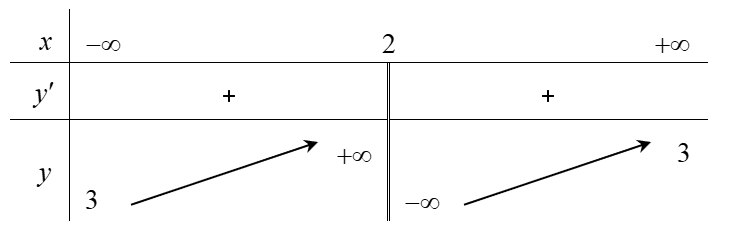 x −∞ 2 +∞
y′ + +
y 3 +∞ −∞ 3